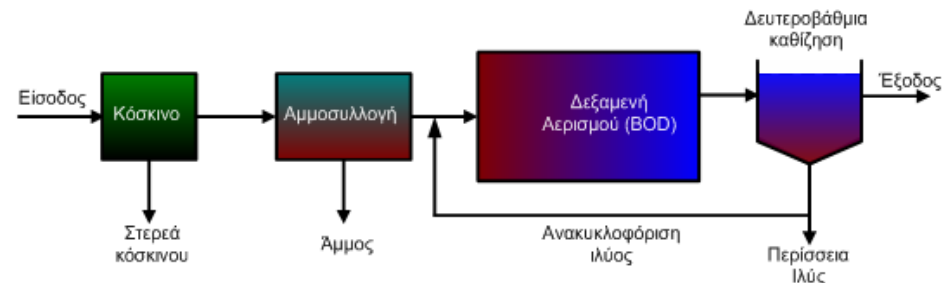 Δευτεροβάθμια
καθίζηση
Είσοδος
Κόσκινο
Αμμοσυλλογή
Δεξαμενή
Αερισμού (BOD)
Έξοδος
Στερεά
κόσκινου
Άμμος
Ανακυκλοφόριση
ιλύος
Περίσσεια
Ιλύς